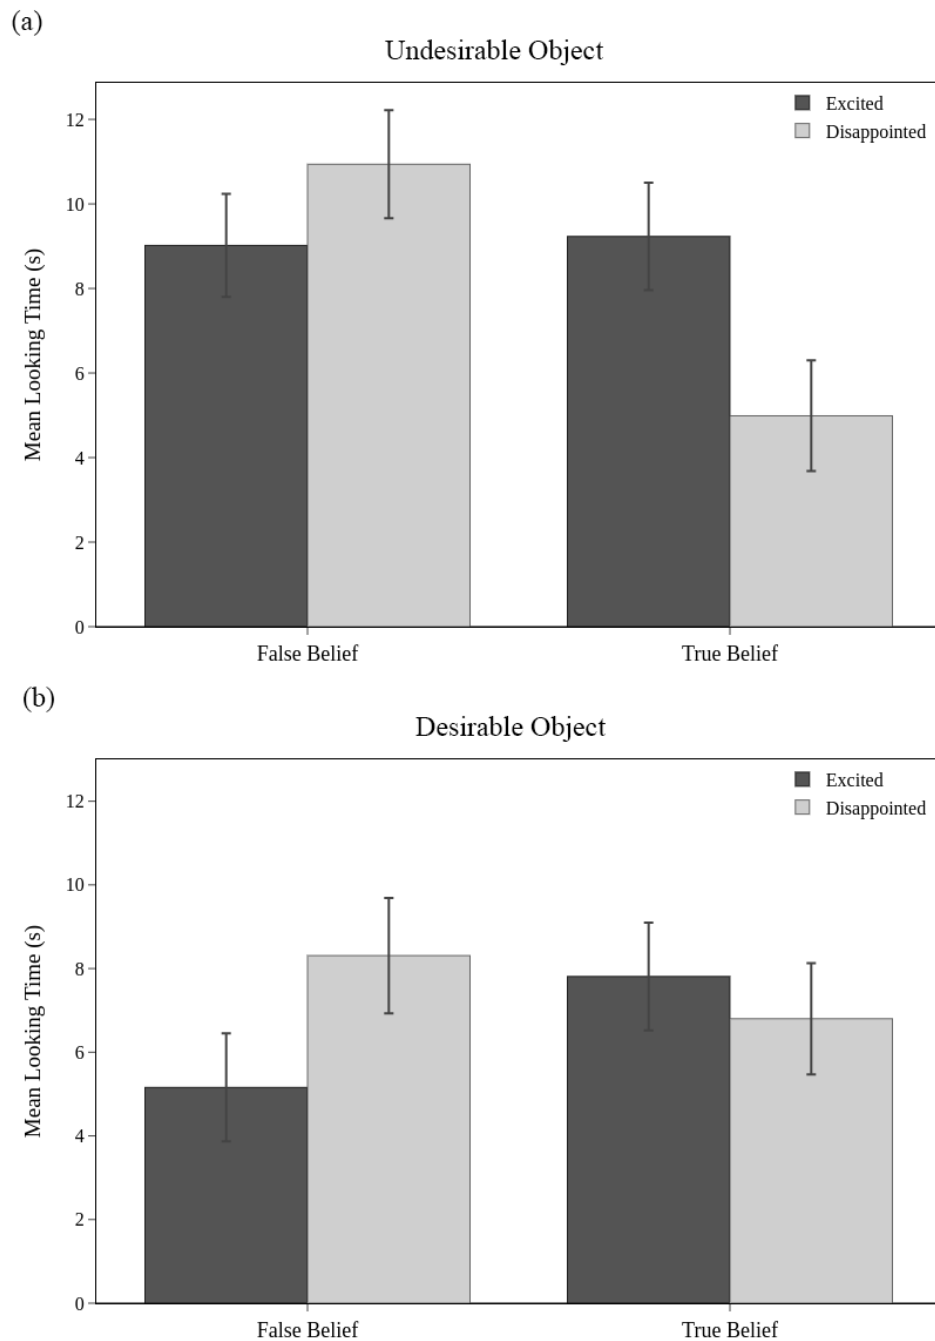 (a)
Undesirable Object
Excited
Disappointed
12
10
8
6
4
2
0
Mean Looking Time (s)
False Belief
True Belief
(b)
Desirable Object
Excited
Disappointed
12
10
8
6
4
2
0
Mean Looking Time (s)
False Belief
True Belief